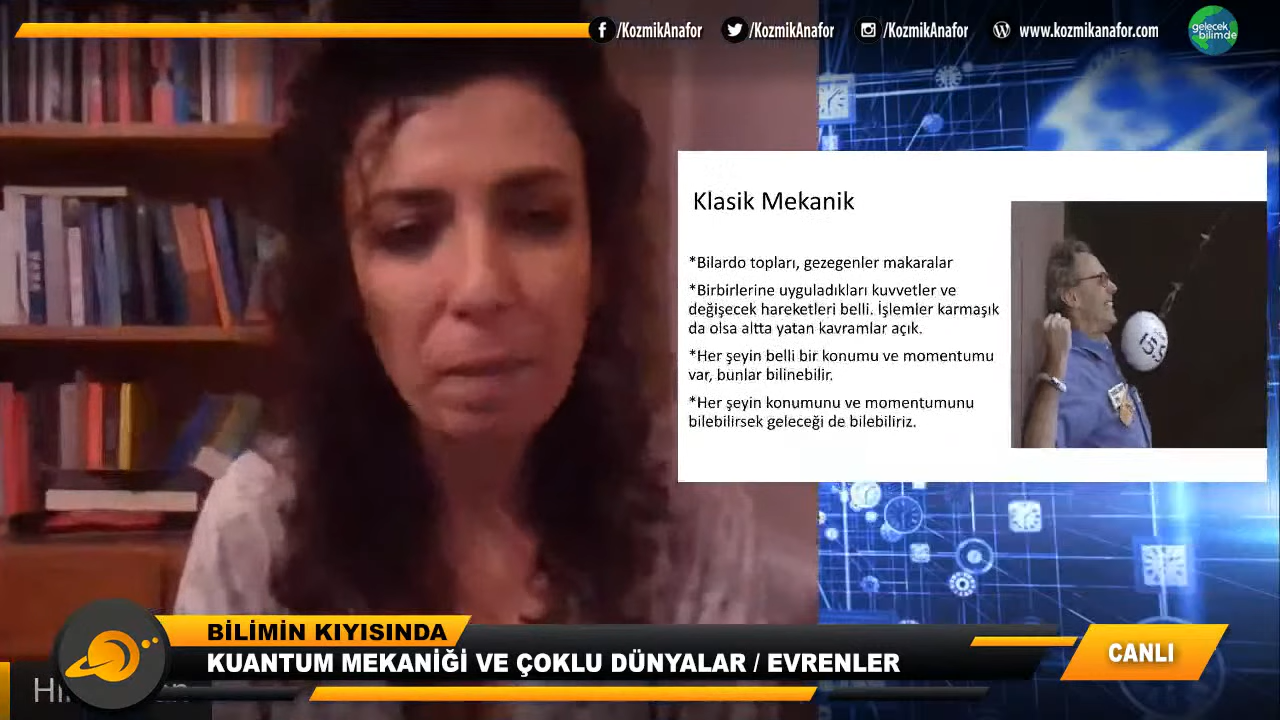 /KozmikAnafor
/KozmikAnafor
/KozmikAnafor
www.kozmikanafor.com
gelecek
bilimde
Klasik Mekanik
*Bilardo topları, gezegenler makaralar
*Birbirlerine uyguladıkları kuvvetler ve
değişecek hareketleri belli. İşlemler karmaşık
da olsa altta yatan kavramlar açık.
*Her şeyin belli bir konumu ve momentumu
var, bunlar bilinebilir.
*Her şeyin konumunu ve momentumunu
bilebilirsek geleceği de bilebiliriz.
BİLİMİN KIYISINDA
KUANTUM MEKANİĞİ VE ÇOKLU DÜNYALAR / EVRENLER
CANLI